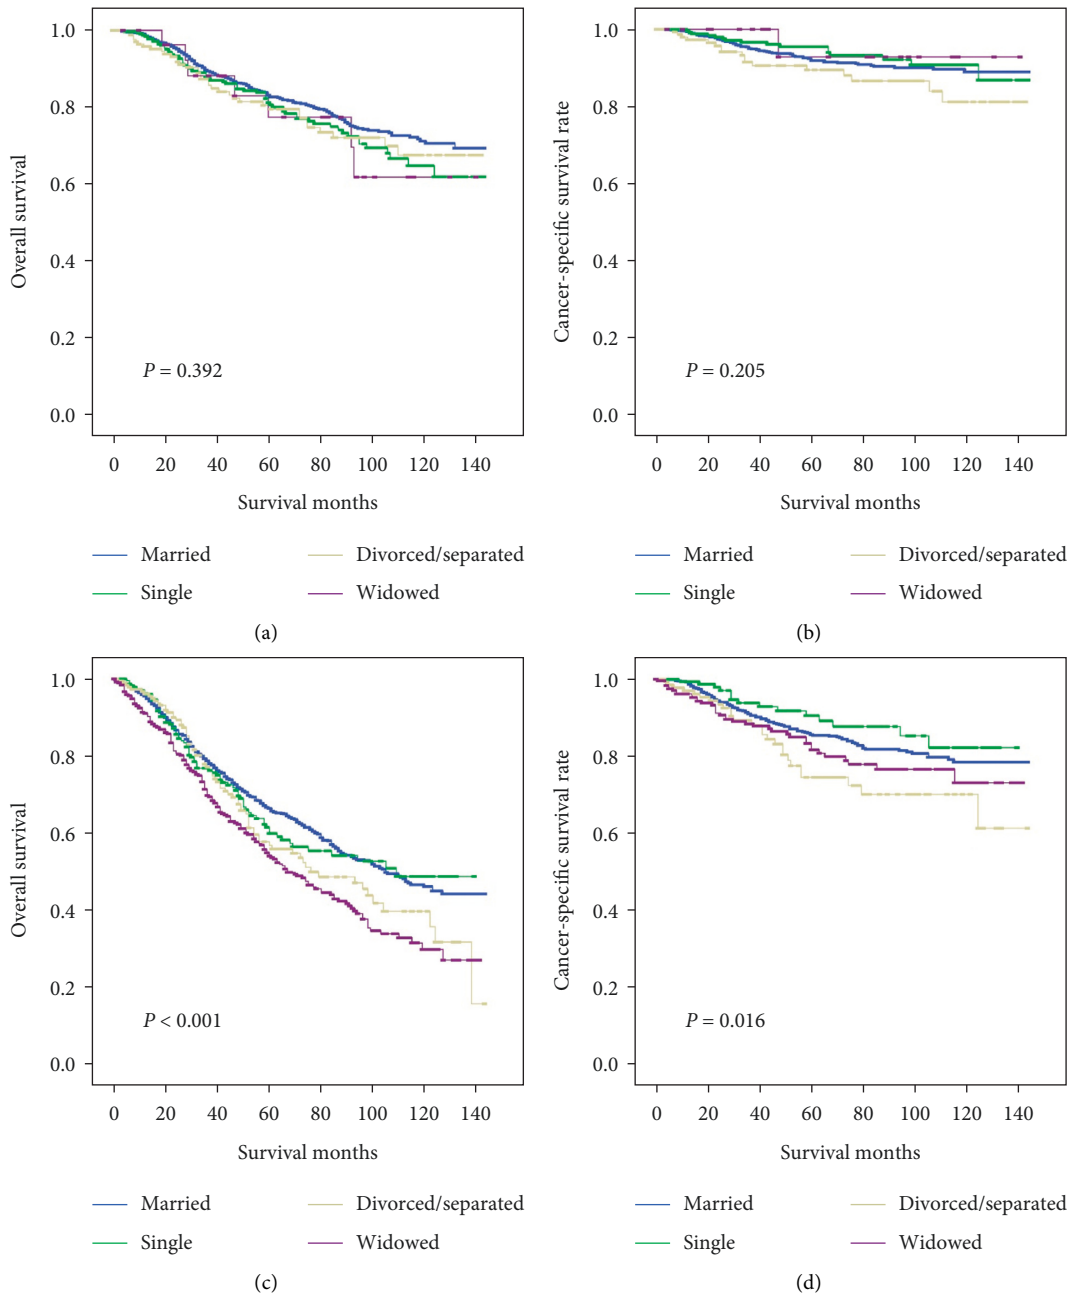 1.0
0.8
0.6
0.4
0.2
0.0
Overall survival
P = 0.392
0 20 40 60 80 100 120 140
Survival months
Married
Divorced/separated
Single
Widowed
(a)
1.0
0.8
0.6
0.4
0.2
0.0
Cancer-specific survival rate
P = 0.205
0 20 40 60 80 100 120 140
Survival months
Married
Divorced/separated
Single
Widowed
(b)
1.0
0.8
0.6
0.4
0.2
0.0
Overall survival
P < 0.001
0 20 40 60 80 100 120 140
Survival months
Married
Divorced/separated
Single
Widowed
(c)
1.0
0.8
0.6
0.4
0.2
0.0
Cancer-specific survival rate
P = 0.016
0 20 40 60 80 100 120 140
Survival months
Married
Divorced/separated
Single
Widowed
(d)